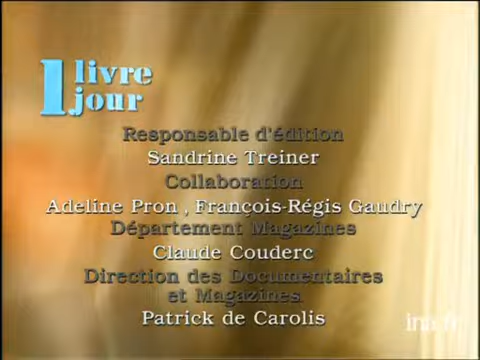 1 livre
jour
Responsable d'édition
Sandrine Treiner
Collaboration
Adeline Pron , François-Régis Gaudry
Département Magazines
Claude Couderc
Direction des Documentaires
et Magazines
Patrick de Carolis
ina.fr